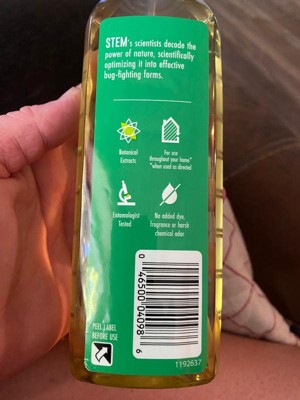 STEM's scientists decode the
power of nature, scientifically
optimizing it into effective
bug-fighting forms.
Botanical
Extracts
For use
throughout your home*
*when used as directed
Entomologist
Tested
No added dye,
fragrance or harsh
chemical odor
0 46500 04098 6
PEEL LABEL
BEFORE USE
1192637